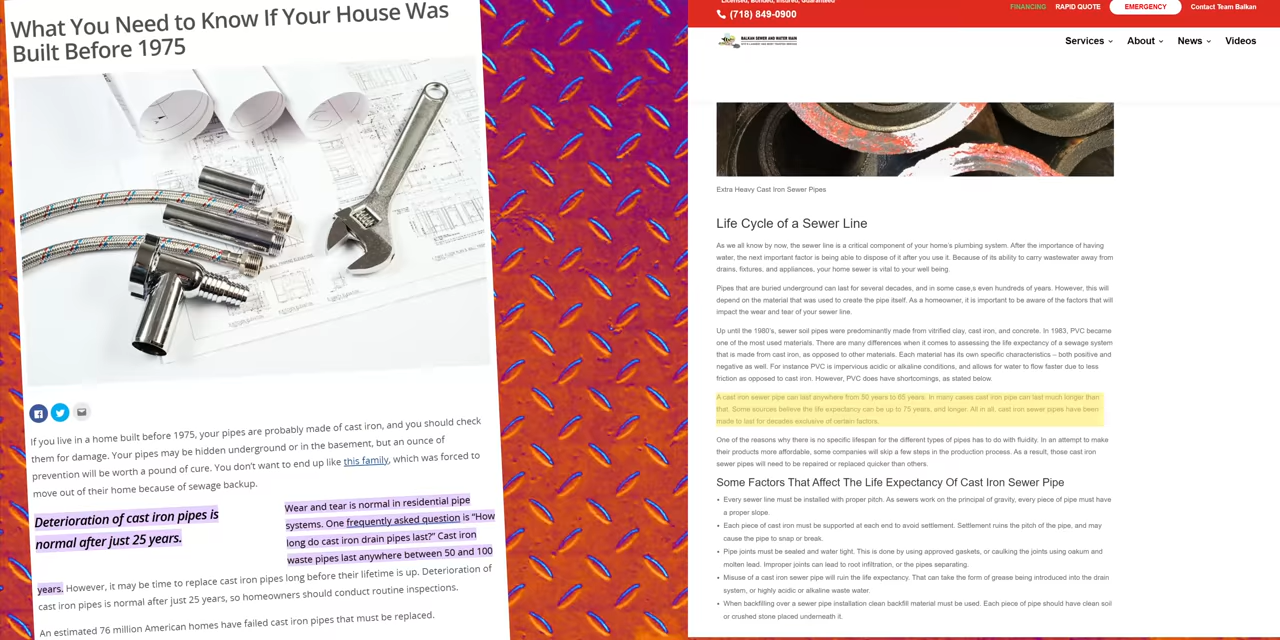 What You Need to Know If Your House Was
Built Before 1975
If you live in a home built before 1975, your pipes are probably made of cast iron, and you should check
them for damage. Your pipes may be hidden underground or in the basement, but an ounce of
prevention will be worth a pound of cure. You don't want to end up like this family, which was forced to
move out of their home because of sewage backup.
Deterioration of cast iron pipes is
normal after just 25 years.
Wear and tear is normal in residential pipe
systems. One frequently asked question is "How
long do cast iron drain pipes last?" Cast iron
waste pipes last anywhere between 50 and 100
years. However, it may be time to replace cast iron pipes long before their lifetime is up. Deterioration of
cast iron pipes is normal after just 25 years, so homeowners should conduct routine inspections.
An estimated 76 million American homes have failed cast iron pipes that must be replaced.
Licensed, Bonded, Insured, Guaranteed
(718) 849-0900
FINANCING RAPID QUOTE EMERGENCY Contact Team Balkan
BALKAN SEWER AND WATER MAIN
Services About News Videos
Extra Heavy Cast Iron Sewer Pipes
Life Cycle of a Sewer Line
As we all know by now, the sewer line is a critical component of your home's plumbing system. After the importance of having
water, the next important factor is being able to dispose of it after you use it. Because of its ability to carry wastewater away from
drains, fixtures, and appliances, your home sewer is vital to your well being.
Pipes that are buried underground can last for several decades, and in some case,s even hundreds of years. However, this will
depend on the material that was used to create the pipe itself. As a homeowner, it is important to be aware of the factors that will
impact the wear and tear of your sewer line.
Up until the 1980's, sewer soil pipes were predominantly made from vitrified clay, cast iron, and concrete. In 1983, PVC became
one of the most used materials. There are many differences when it comes to assessing the life expectancy of a sewage system
that is made from cast iron, as opposed to other materials. Each material has its own specific characteristics – both positive and
negative as well. For instance PVC is impervious acidic or alkaline conditions, and allows for water to flow faster due to less
friction as opposed to cast iron. However, PVC does have shortcomings, as stated below.
A cast iron sewer pipe can last anywhere from 50 years to 65 years. In many cases cast iron pipe can last much longer than
that. Some sources believe the life expectancy can be up to 75 years, and longer. All in all, cast iron sewer pipes have been
made to last for decades exclusive of certain factors.
One of the reasons why there is no specific lifespan for the different types of pipes has to do with fluidity. In an attempt to make
their products more affordable, some companies will skip a few steps in the production process. As a result, those cast iron
sewer pipes will need to be repaired or replaced quicker than others.
Some Factors That Affect The Life Expectancy Of Cast Iron Sewer Pipe
• Every sewer line must be installed with proper pitch. As sewers work on the principal of gravity, every piece of pipe must have
a proper slope.
• Each piece of cast iron must be supported at each end to avoid settlement. Settlement ruins the pitch of the pipe, and may
cause the pipe to snap or break.
• Pipe joints must be sealed and water tight. This is done by using approved gaskets, or caulking the joints using oakum and
molten lead. Improper joints can lead to root infiltration, or the pipes separating.
• Misuse of a cast iron sewer pipe will ruin the life expectancy. That can take the form of grease being introduced into the drain
system, or highly acidic or alkaline waste water.
• When backfilling over a sewer pipe installation clean backfill material must be used. Each piece of pipe should have clean soil
or crushed stone placed underneath it.